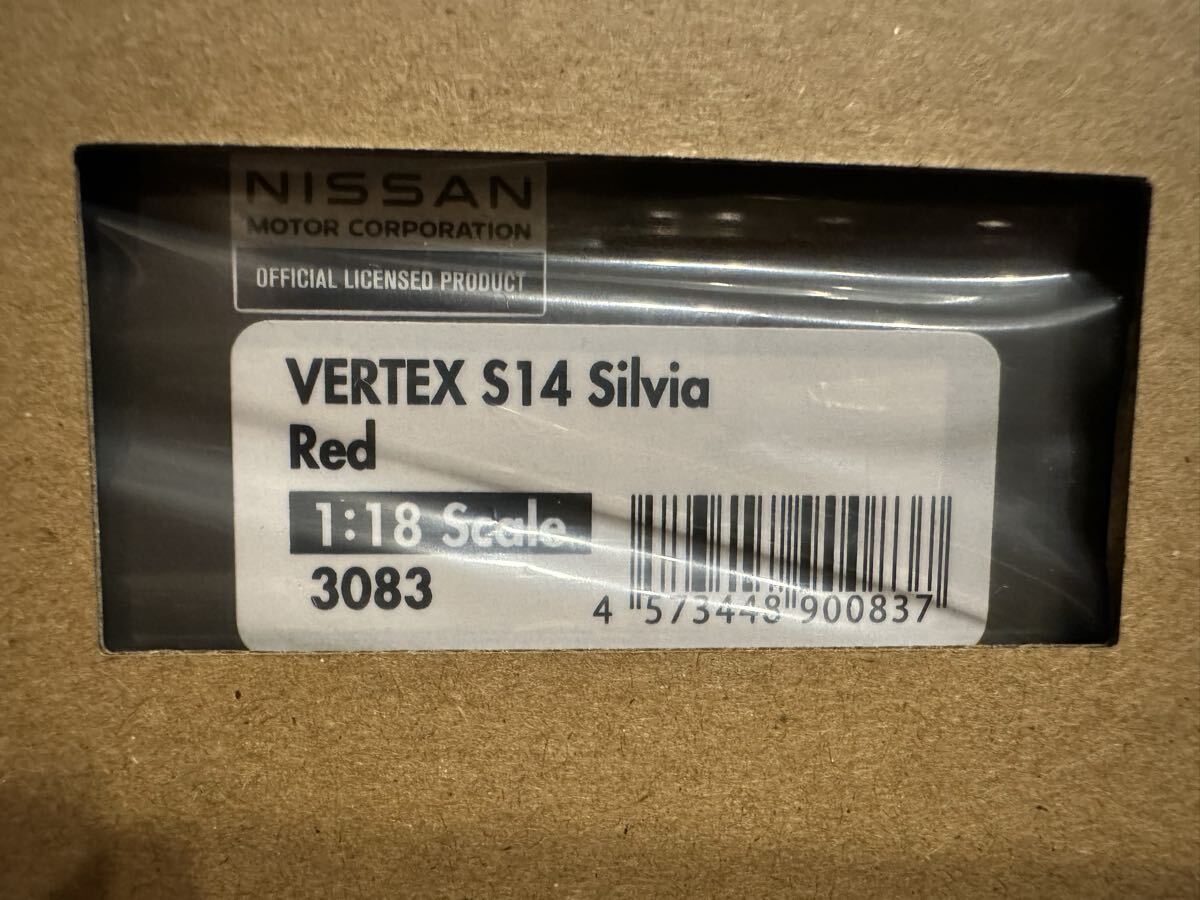 NISSAN
MOTOR CORPORATION
OFFICIAL LICENSED PRODUCT
VERTEX S14 Silvia
Red
1:18 Scale
3083
4 573448 900837